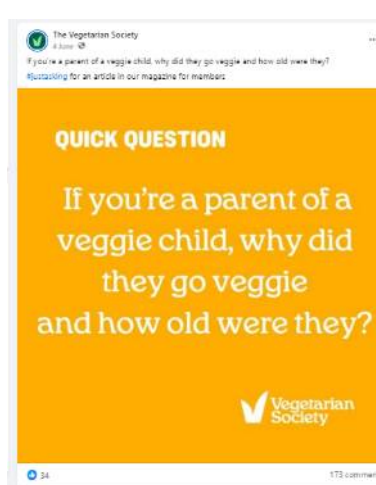 The Vegetarian Society
4 June
If you're a parent of a veggie child, why did they go veggie and how old were they?
#justasking for an article in our magazine for members
QUICK QUESTION
If you're a parent of a
veggie child, why did
they go veggie
and how old were they?
Vegetarian
Society
34
173 commen